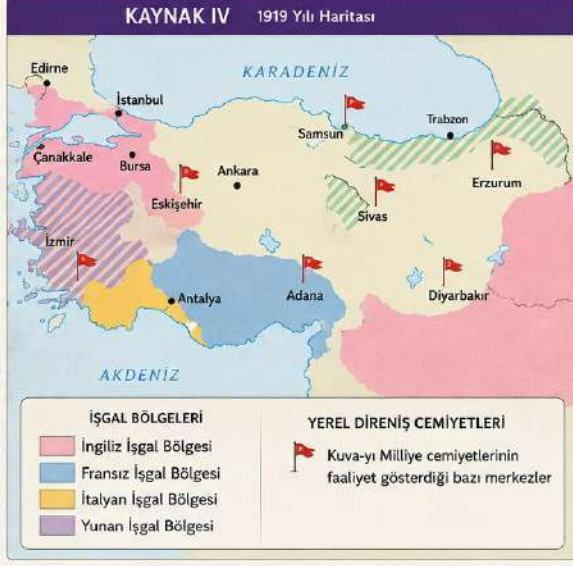 KAYNAK IV 1919 Yılı Haritası
Edirne
KARADENİZ
İstanbul
Samsun
Trabzon
Çanakkale
Bursa
Ankara
Eskişehir
Erzurum
Sivas
İzmir
Antalya
Adana
Diyarbakır
AKDENİZ
İŞGAL BÖLGELERİ
İngiliz İşgal Bölgesi
Fransız İşgal Bölgesi
İtalyan İşgal Bölgesi
Yunan İşgal Bölgesi
YEREL DİRENİŞ CEMİYETLERİ
Kuva-yı Milliye cemiyetlerinin
faaliyet gösterdiği bazı merkezler